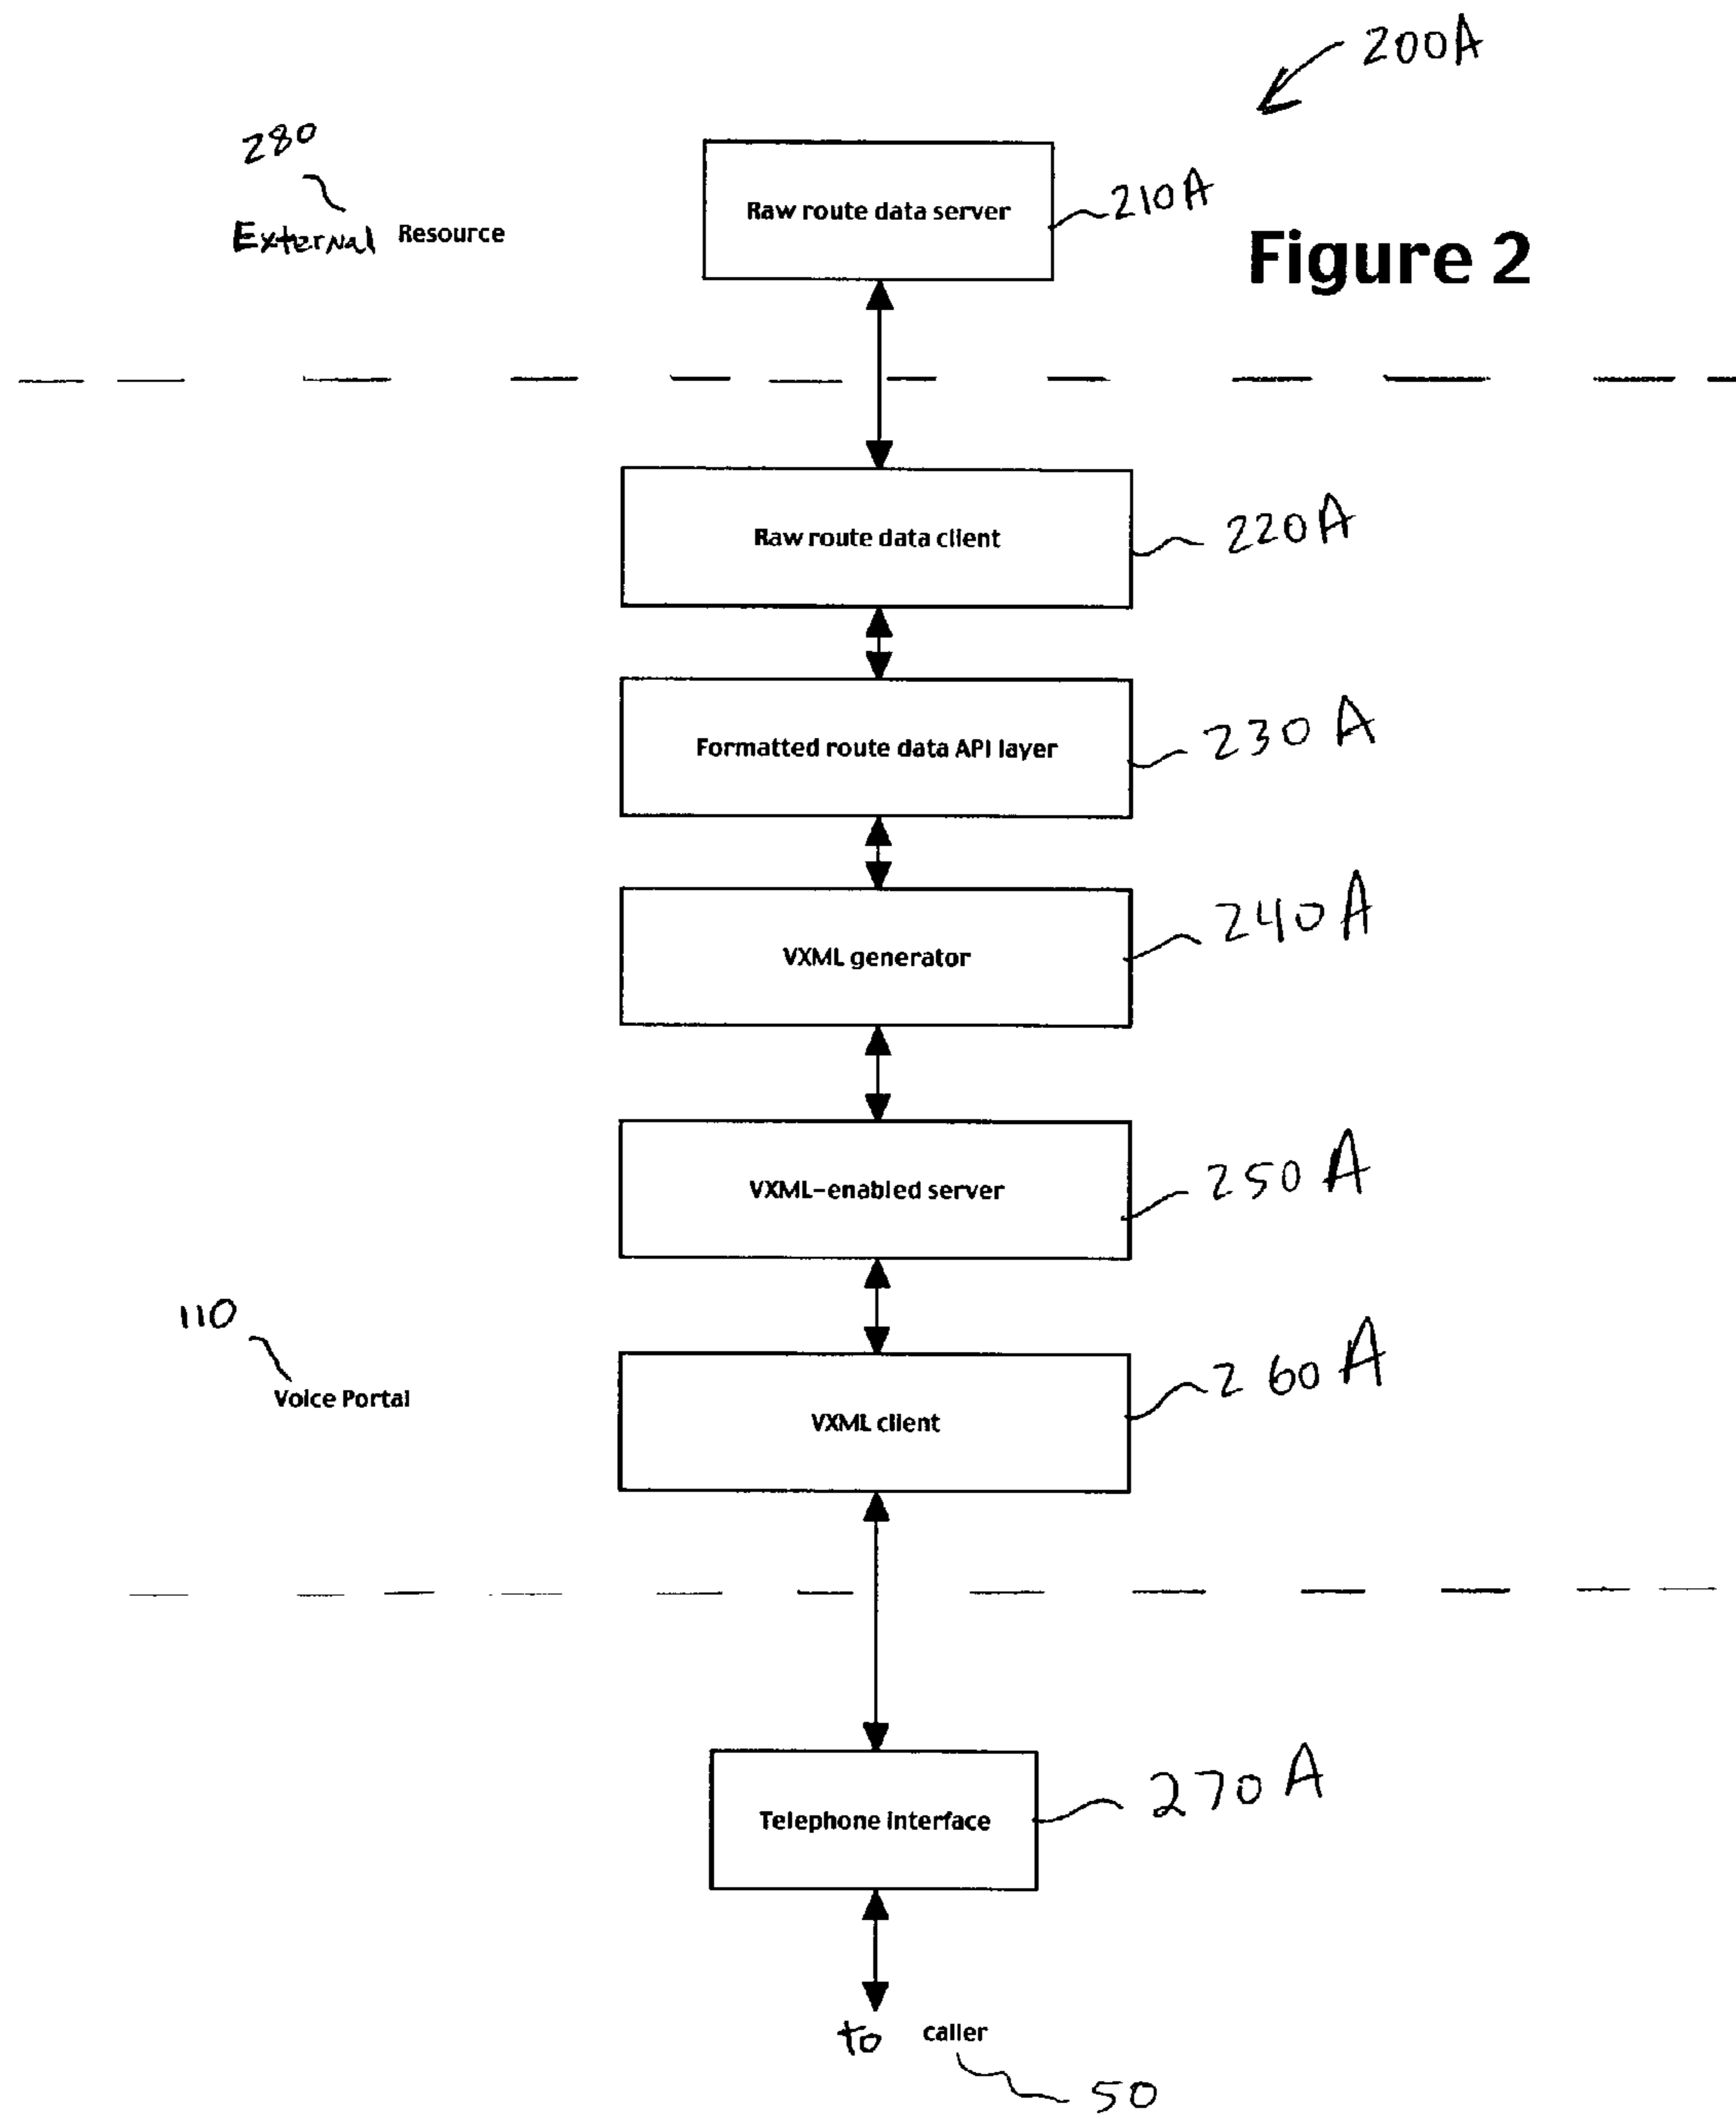 200A
280
External Resource
Raw route data server
210A
Figure 2
Raw route data client
220A
Formatted route data API layer
230A
VXML generator
240A
VXML-enabled server
250A
110
Voice Portal
VXML client
260A
Telephone interface
270A
to caller
50